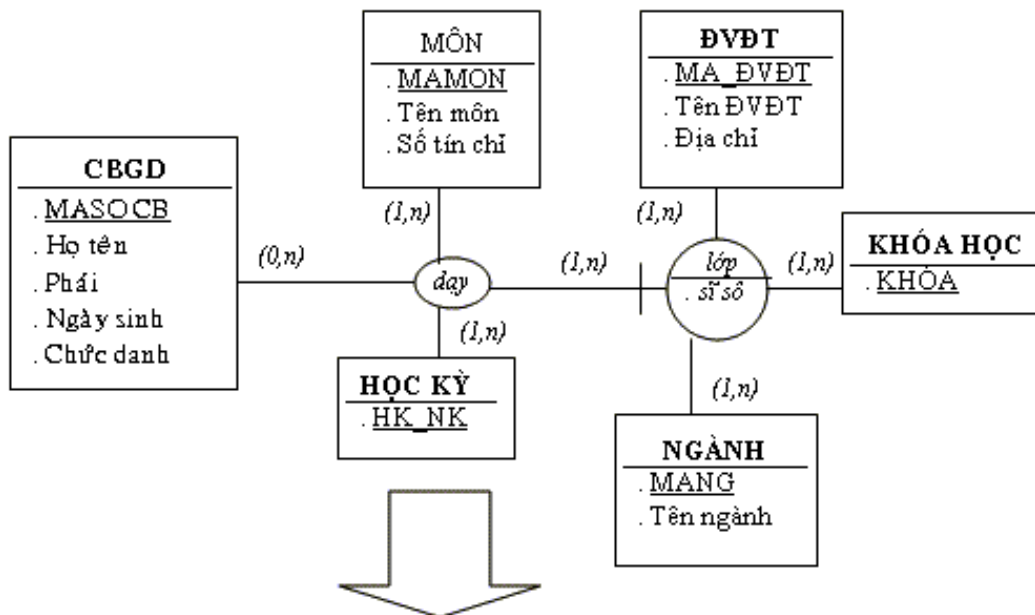 MÔN
. MAMON
. Tên môn
. Số tín chỉ
ĐVĐT
. MA_ĐVĐT
. Tên ĐVĐT
. Địa chỉ
CBGD
. MASOCB
. Họ tên
. Phái
. Ngày sinh
. Chức danh
(1,n)
(1,n)
(0,n)
dạy
(1,n)
lớp
. sĩ số
(1,n)
KHÓA HỌC
. KHÓA
(1,n)
HỌC KỲ
. HK_NK
(1,n)
NGÀNH
. MANG
. Tên ngành